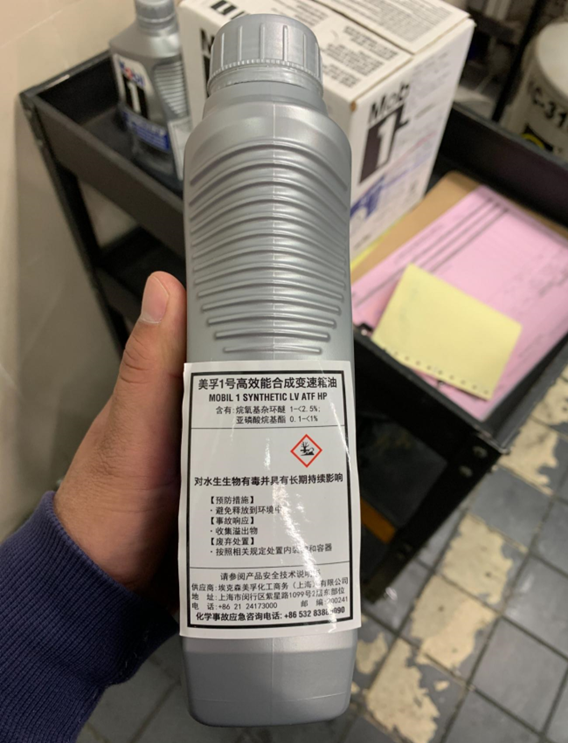 Mobil
1
Mobil
1
C-31
美孚1号高效能合成变速箱油
MOBIL 1 SYNTHETIC LV ATF HP
含有: 烷氧基杂环醚 1-<2.5%;
亚磷酸烷基酯 0.1-<1%
对水生生物有毒并具有长期持续影响
【预防措施】
· 避免释放到环境中
【事故响应】
· 收集溢出物
【废弃处置】
· 按照相关规定处置内装物和容器
请参阅产品安全技术说明书
供应商: 埃克森美孚化工商务（上海）有限公司
地 址: 上海市闵行区紫星路1099号2
电 话: +86 21 24173000 邮 编: 200241
化学事故应急咨询电话: +86 532 83889090